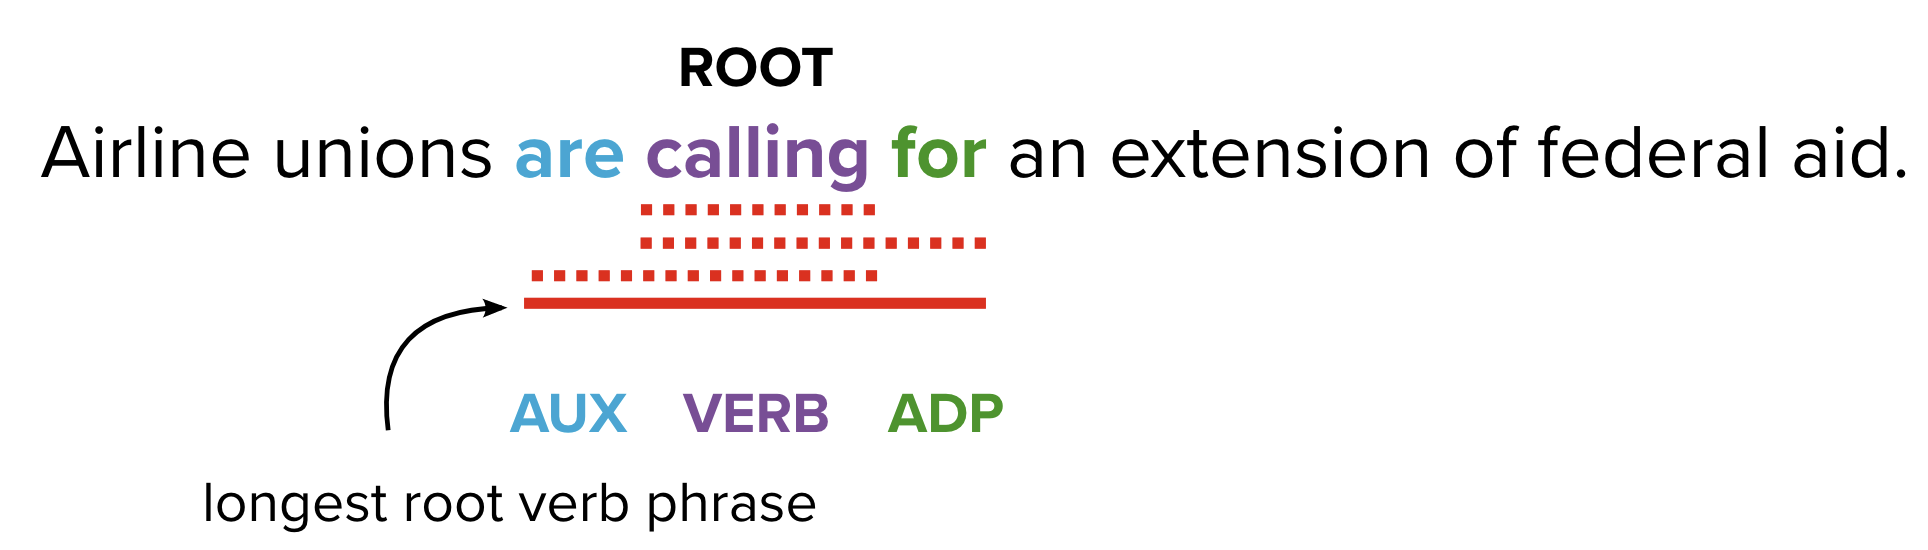 ROOT
Airline unions are calling for an extension of federal aid.
AUX VERB ADP
longest root verb phrase